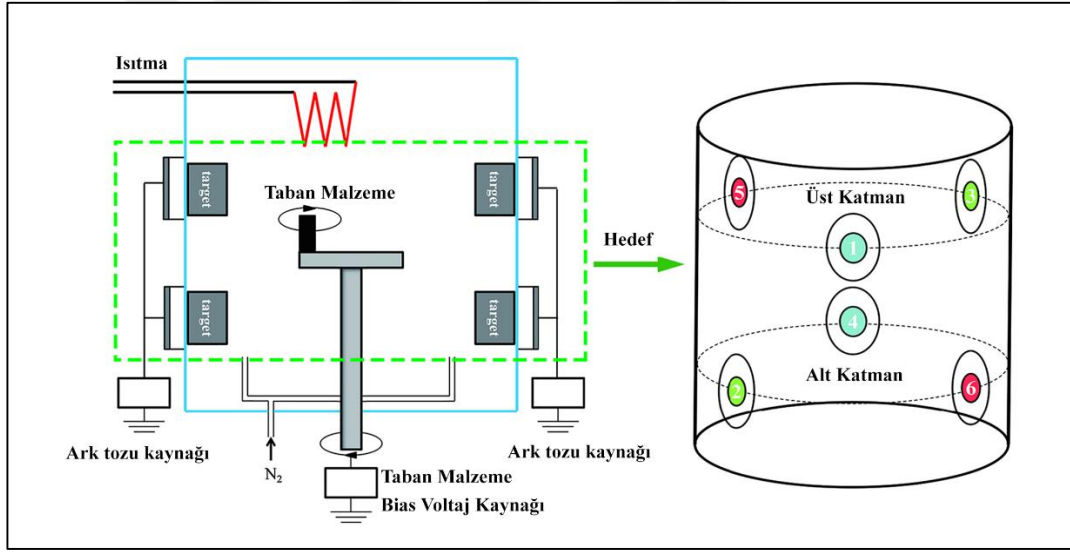 Isıtma
target
target
Taban Malzeme
target
target
Ark tozu kaynağı
N₂
Taban Malzeme
Bias Voltaj Kaynağı
Ark tozu kaynağı
Hedef
5
Üst Katman
3
1
4
Alt Katman
2
6